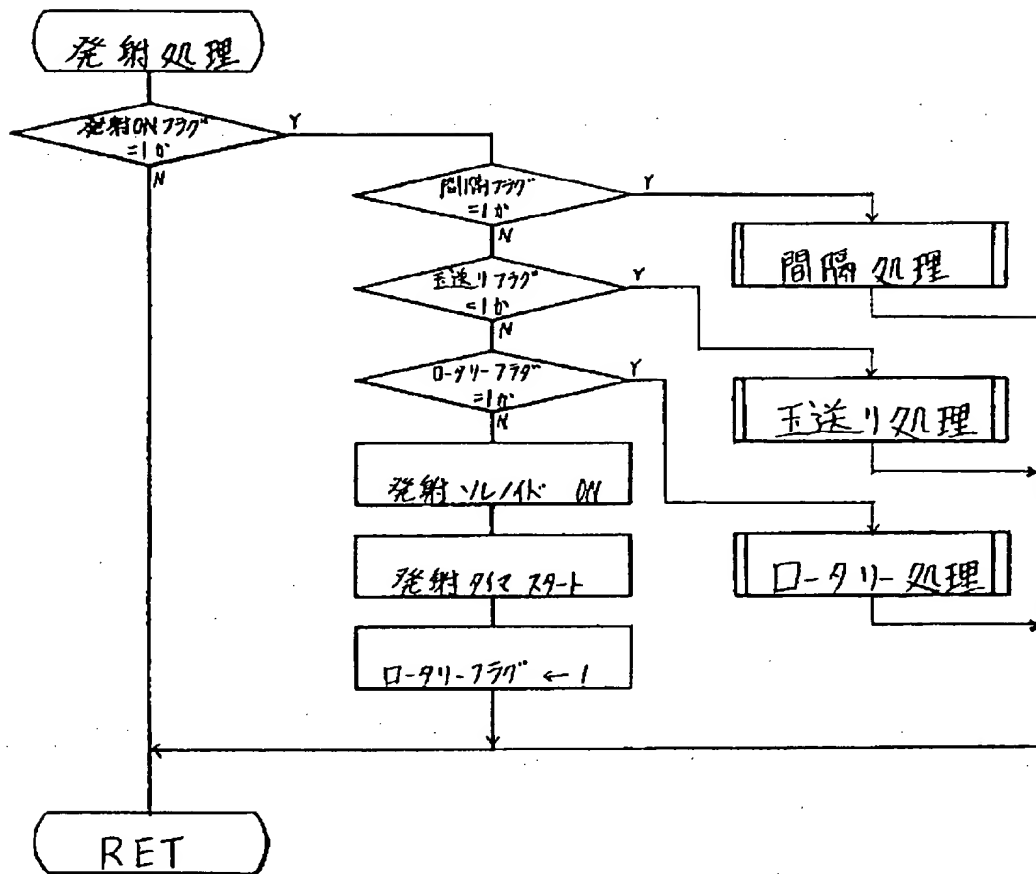 発射処理
発射ONフラグ
=1か
Y
N
間隔フラグ
=1か
Y
N
間隔処理
玉送りフラグ
=1か
Y
N
ロータリーフラグ
=1か
Y
N
玉送り処理
発射ソレノイド ON
発射タイマ スタート
ロータリー処理
ロータリーフラグ ← 1
RET